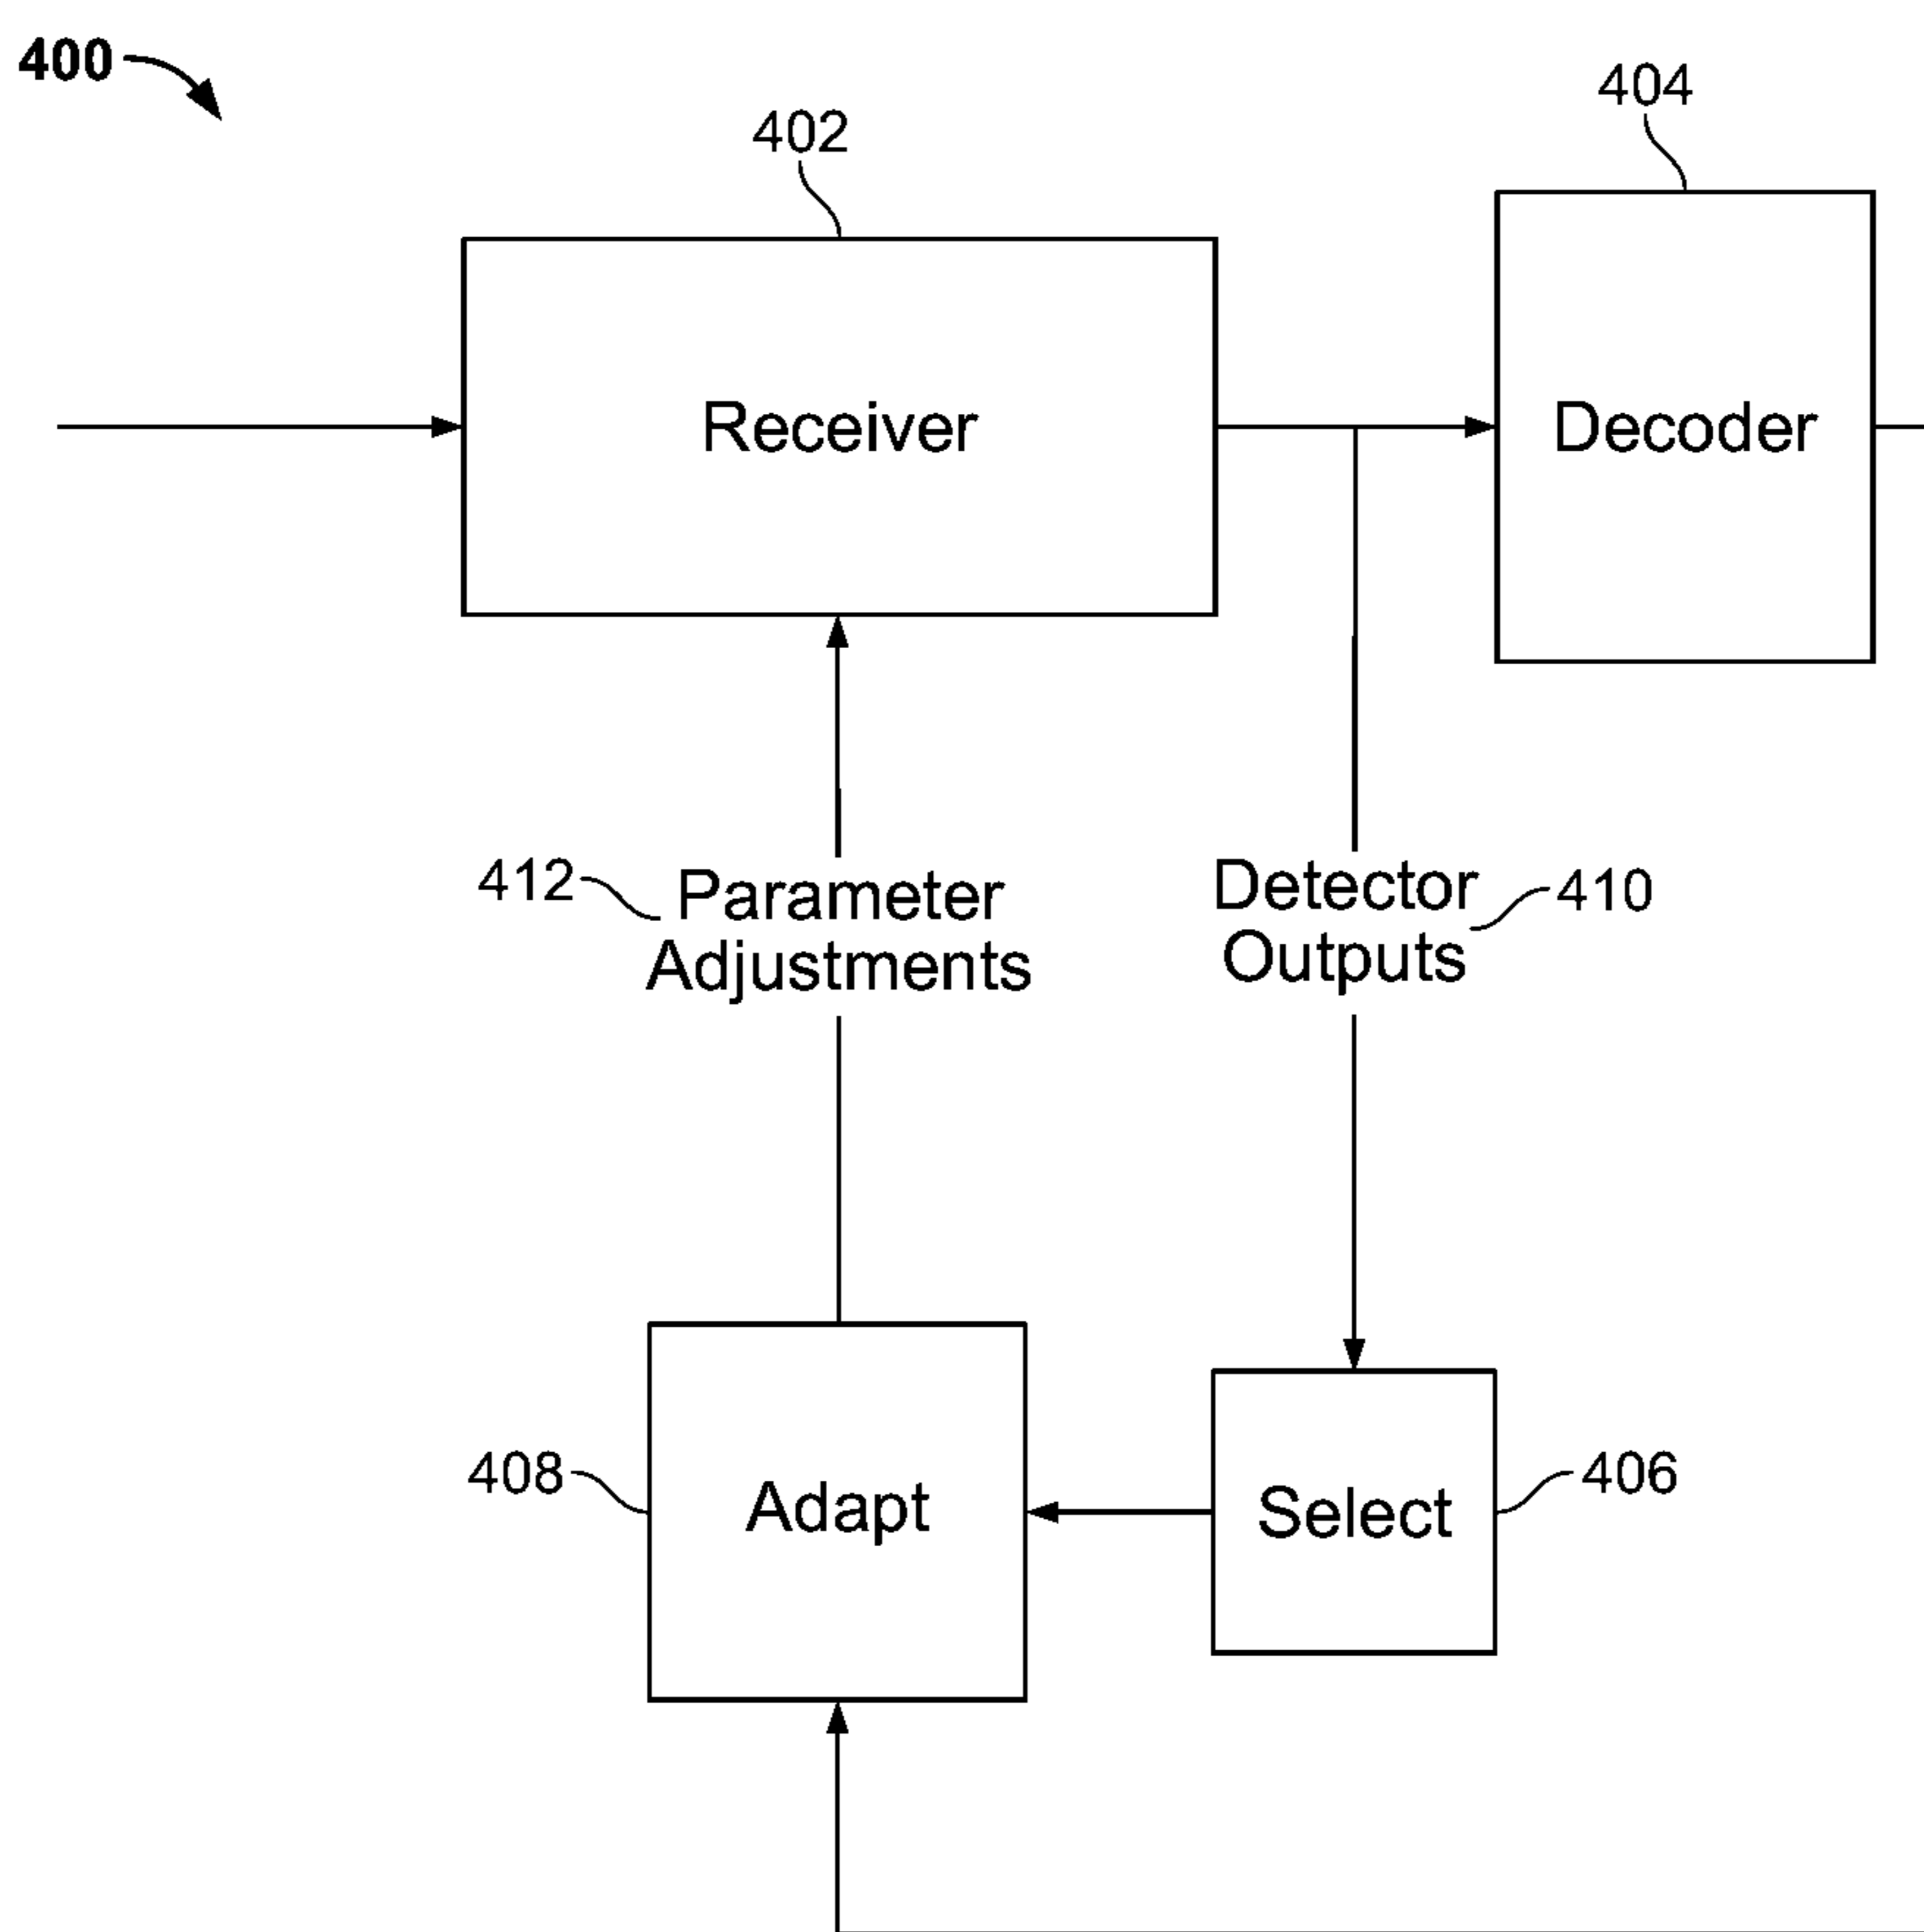 400
402
404
Receiver
Decoder
412
Parameter
Adjustments
Detector
Outputs
410
408
Adapt
Select
406